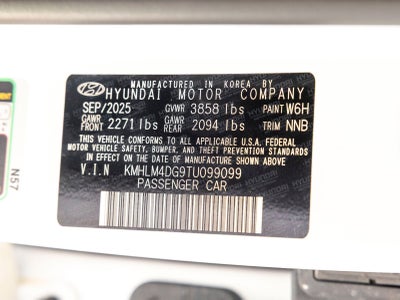 MANUFACTURED IN KOREA BY
HYUNDAI MOTOR COMPANY
SEP/2025 GVWR 3858 lbs PAINT W6H
GAWR FRONT 2271 lbs GAWR REAR 2094 lbs TRIM NNB
THIS VEHICLE CONFORMS TO ALL APPLICABLE U.S.A FEDERAL
MOTOR VEHICLE SAFETY, BUMPER, AND THEFT PREVENTION
STANDARDS IN EFFECT ON THE DATE OF MANUFACTURE SHOWN ABOVE.
V.I.N KMHLM4DG9TU099099
PASSENGER CAR
N57